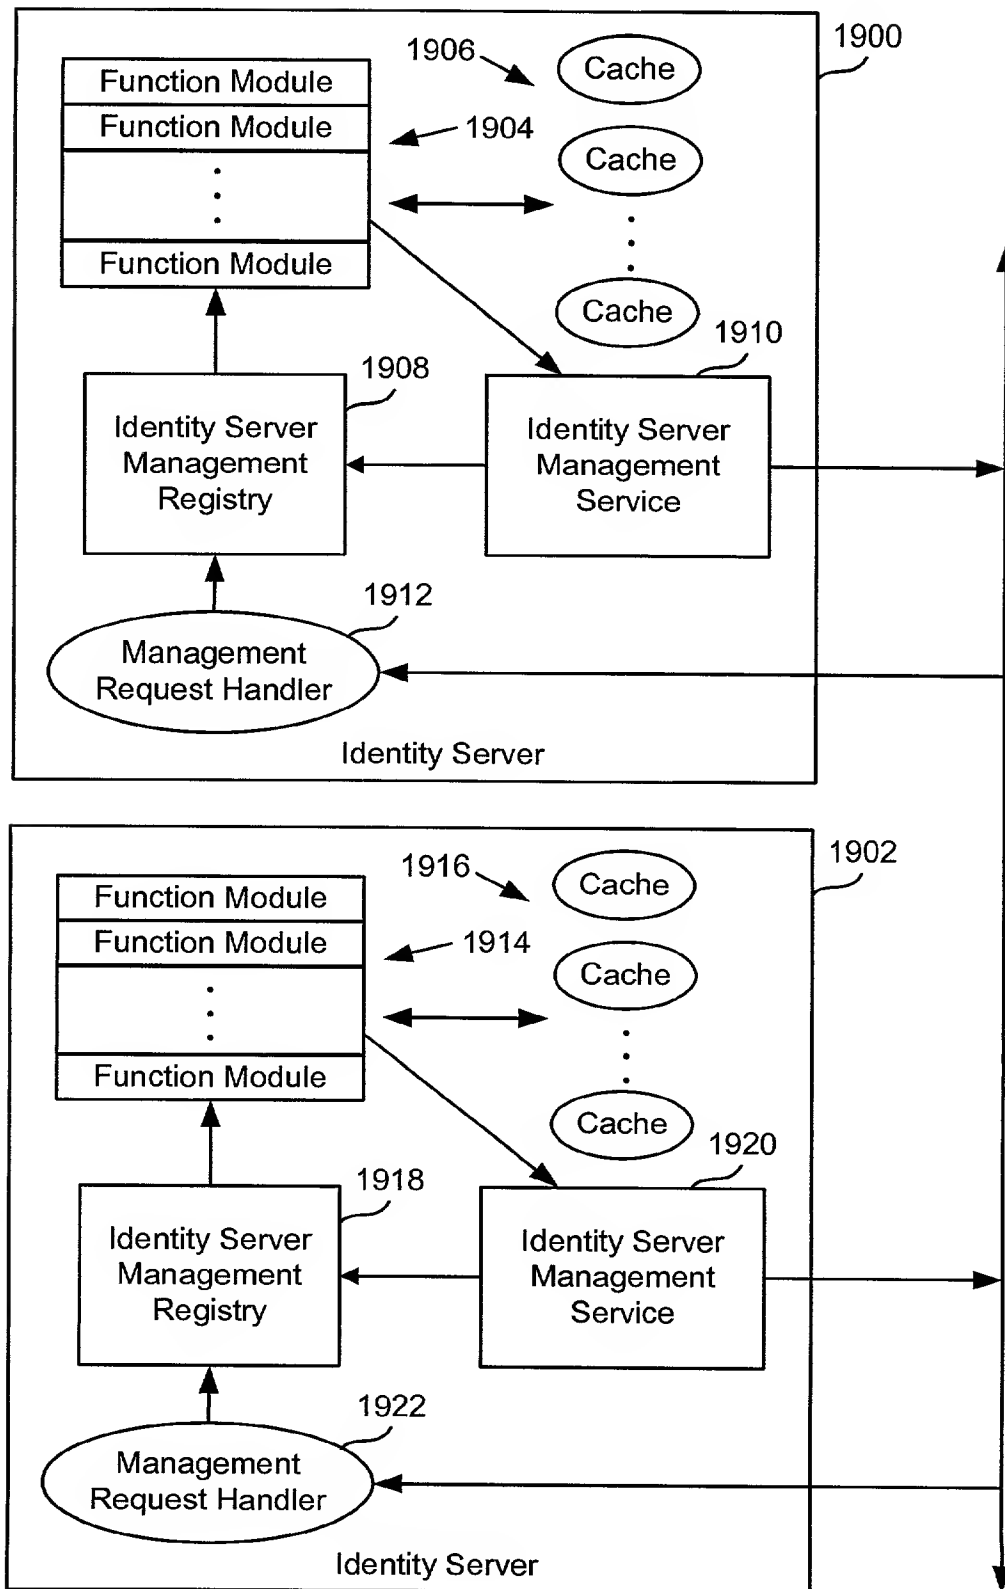 1900
1906
Cache
Function Module
Function Module
1904
Cache
Function Module
Cache
1910
1908
Identity Server
Management
Registry
Identity Server
Management
Service
1912
Management
Request Handler
Identity Server
1902
1916
Cache
Function Module
Function Module
1914
Cache
Function Module
Cache
1920
1918
Identity Server
Management
Registry
Identity Server
Management
Service
1922
Management
Request Handler
Identity Server